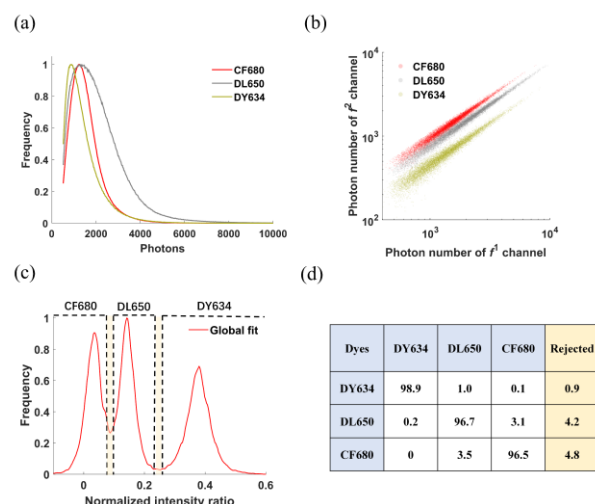 (a)
CF680
DL650
DY634
Frequency
1
0.8
0.6
0.4
0.2
0
0 2000 4000 6000 8000 10000
Photons
(b)
CF680
DL650
DY634
Photon number of f² channel
10⁴
10³
10²
10³ 10⁴
Photon number of f¹ channel
(c)
CF680 DL650 DY634
Global fit
Frequency
1
0.8
0.6
0.4
0.2
0
0 0.2 0.4 0.6
Normalized intensity ratio
(d)
Dyes DY634 DL650 CF680 Rejected
DY634 98.9 1.0 0.1 0.9
DL650 0.2 96.7 3.1 4.2
CF680 0 3.5 96.5 4.8